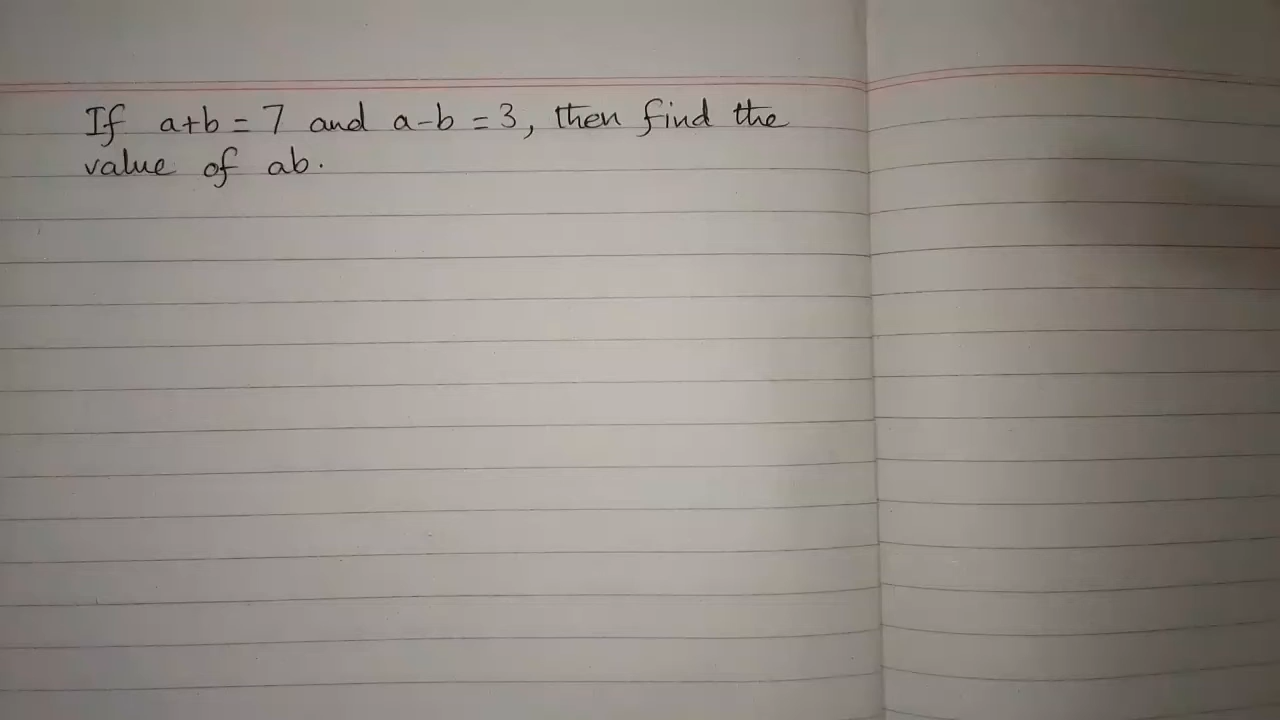 If a+b = 7 and a-b = 3, then find the
value of ab.